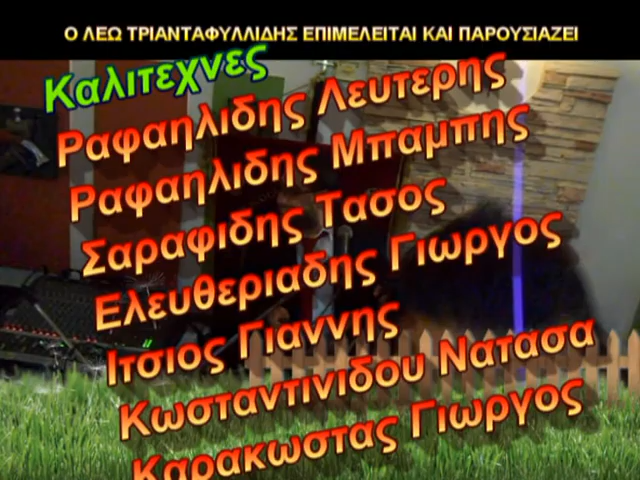 Ο ΛΕΩ ΤΡΙΑΝΤΑΦΥΛΛΙΔΗΣ ΕΠΙΜΕΛΕΙΤΑΙ ΚΑΙ ΠΑΡΟΥΣΙΑΖΕΙ
Καλιτεχνες
Ραφαηλιδης Λευτερης
Ραφαηλιδης Μπαμπης
Σαραφιδης Τασος
Ελευθεριαδης Γιωργος
Ιτσιος Γιαννης
Κωσταντινιδου Νατασα
Καρακωστας Γιωργος